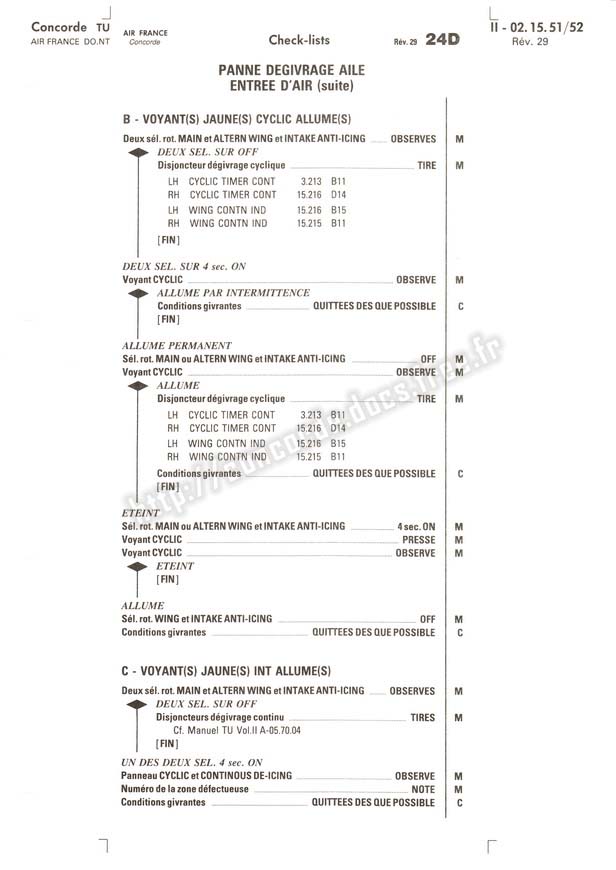 Concorde TU
AIR FRANCE DO.NT
AIR FRANCE
Concorde
Check-lists
Rév. 29 24D
II - 02.15.51/52
Rév. 29
PANNE DEGIVRAGE AILE
ENTREE D'AIR (suite)
B - VOYANT(S) JAUNE(S) CYCLIC ALLUME(S)
Deux sél. rot. MAIN et ALTERN WING et INTAKE ANTI-ICING OBSERVES M
DEUX SEL. SUR OFF
Disjoncteur dégivrage cyclique TIRE M
LH CYCLIC TIMER CONT 3.213 B11
RH CYCLIC TIMER CONT 15.216 D14
LH WING CONTN IND 15.216 B15
RH WING CONTN IND 15.215 B11
[FIN]
DEUX SEL. SUR 4 sec. ON
Voyant CYCLIC OBSERVE M
ALLUME PAR INTERMITTENCE
Conditions givrantes QUITTEES DES QUE POSSIBLE C
[FIN]
ALLUME PERMANENT
Sél. rot. MAIN ou ALTERN WING et INTAKE ANTI-ICING OFF M
Voyant CYCLIC OBSERVE M
ALLUME
Disjoncteur dégivrage cyclique TIRE M
LH CYCLIC TIMER CONT 3.213 B11
RH CYCLIC TIMER CONT 15.216 D14
LH WING CONTN IND 15.216 B15
RH WING CONTN IND 15.215 B11
Conditions givrantes QUITTEES DES QUE POSSIBLE C
[FIN]
ETEINT
Sél. rot. MAIN ou ALTERN WING et INTAKE ANTI-ICING 4 sec. ON M
Voyant CYCLIC PRESSE M
Voyant CYCLIC OBSERVE M
ETEINT
[FIN]
ALLUME
Sél. rot. WING et INTAKE ANTI-ICING OFF M
Conditions givrantes QUITTEES DES QUE POSSIBLE C
C - VOYANT(S) JAUNE(S) INT ALLUME(S)
Deux sél. rot. MAIN et ALTERN WING et INTAKE ANTI-ICING OBSERVES M
DEUX SEL. SUR OFF
Disjoncteurs dégivrage continu TIRES M
Cf. Manuel TU Vol.II A-05.70.04
[FIN]
UN DES DEUX SEL. 4 sec. ON
Panneau CYCLIC et CONTINOUS DE-ICING OBSERVE M
Numéro de la zone défectueuse NOTE M
Conditions givrantes QUITTEES DES QUE POSSIBLE C
http://concorde.docs.free.fr